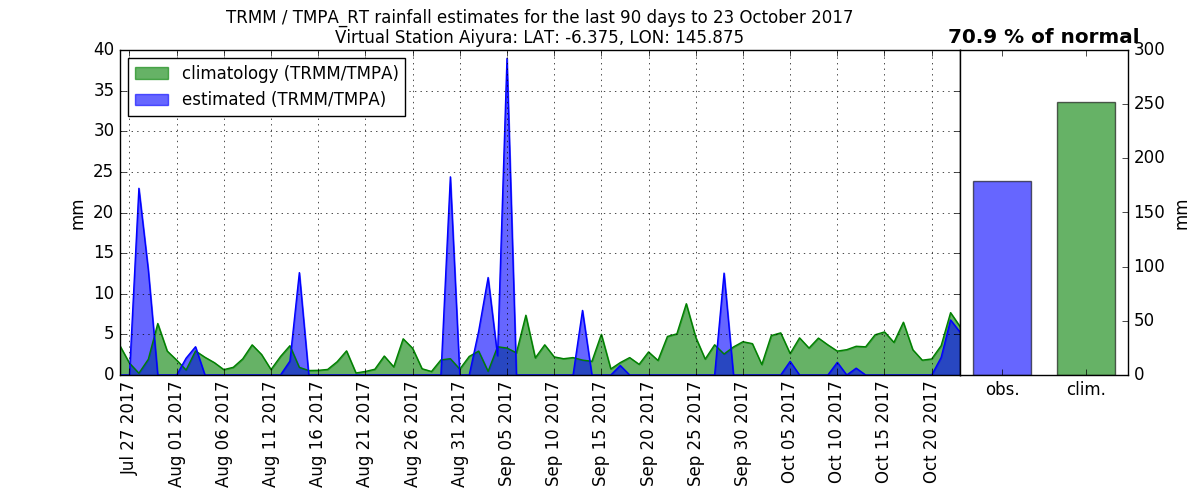 TRMM / TMPA_RT rainfall estimates for the last 90 days to 23 October 2017
Virtual Station Aiyura: LAT: -6.375, LON: 145.875
70.9 % of normal
climatology (TRMM/TMPA)
estimated (TRMM/TMPA)
mm
40
35
30
25
20
15
10
5
0
Jul 27 2017
Aug 01 2017
Aug 06 2017
Aug 11 2017
Aug 16 2017
Aug 21 2017
Aug 26 2017
Aug 31 2017
Sep 05 2017
Sep 10 2017
Sep 15 2017
Sep 20 2017
Sep 25 2017
Sep 30 2017
Oct 05 2017
Oct 10 2017
Oct 15 2017
Oct 20 2017
300
250
200
150
100
50
0
mm
obs.
clim.